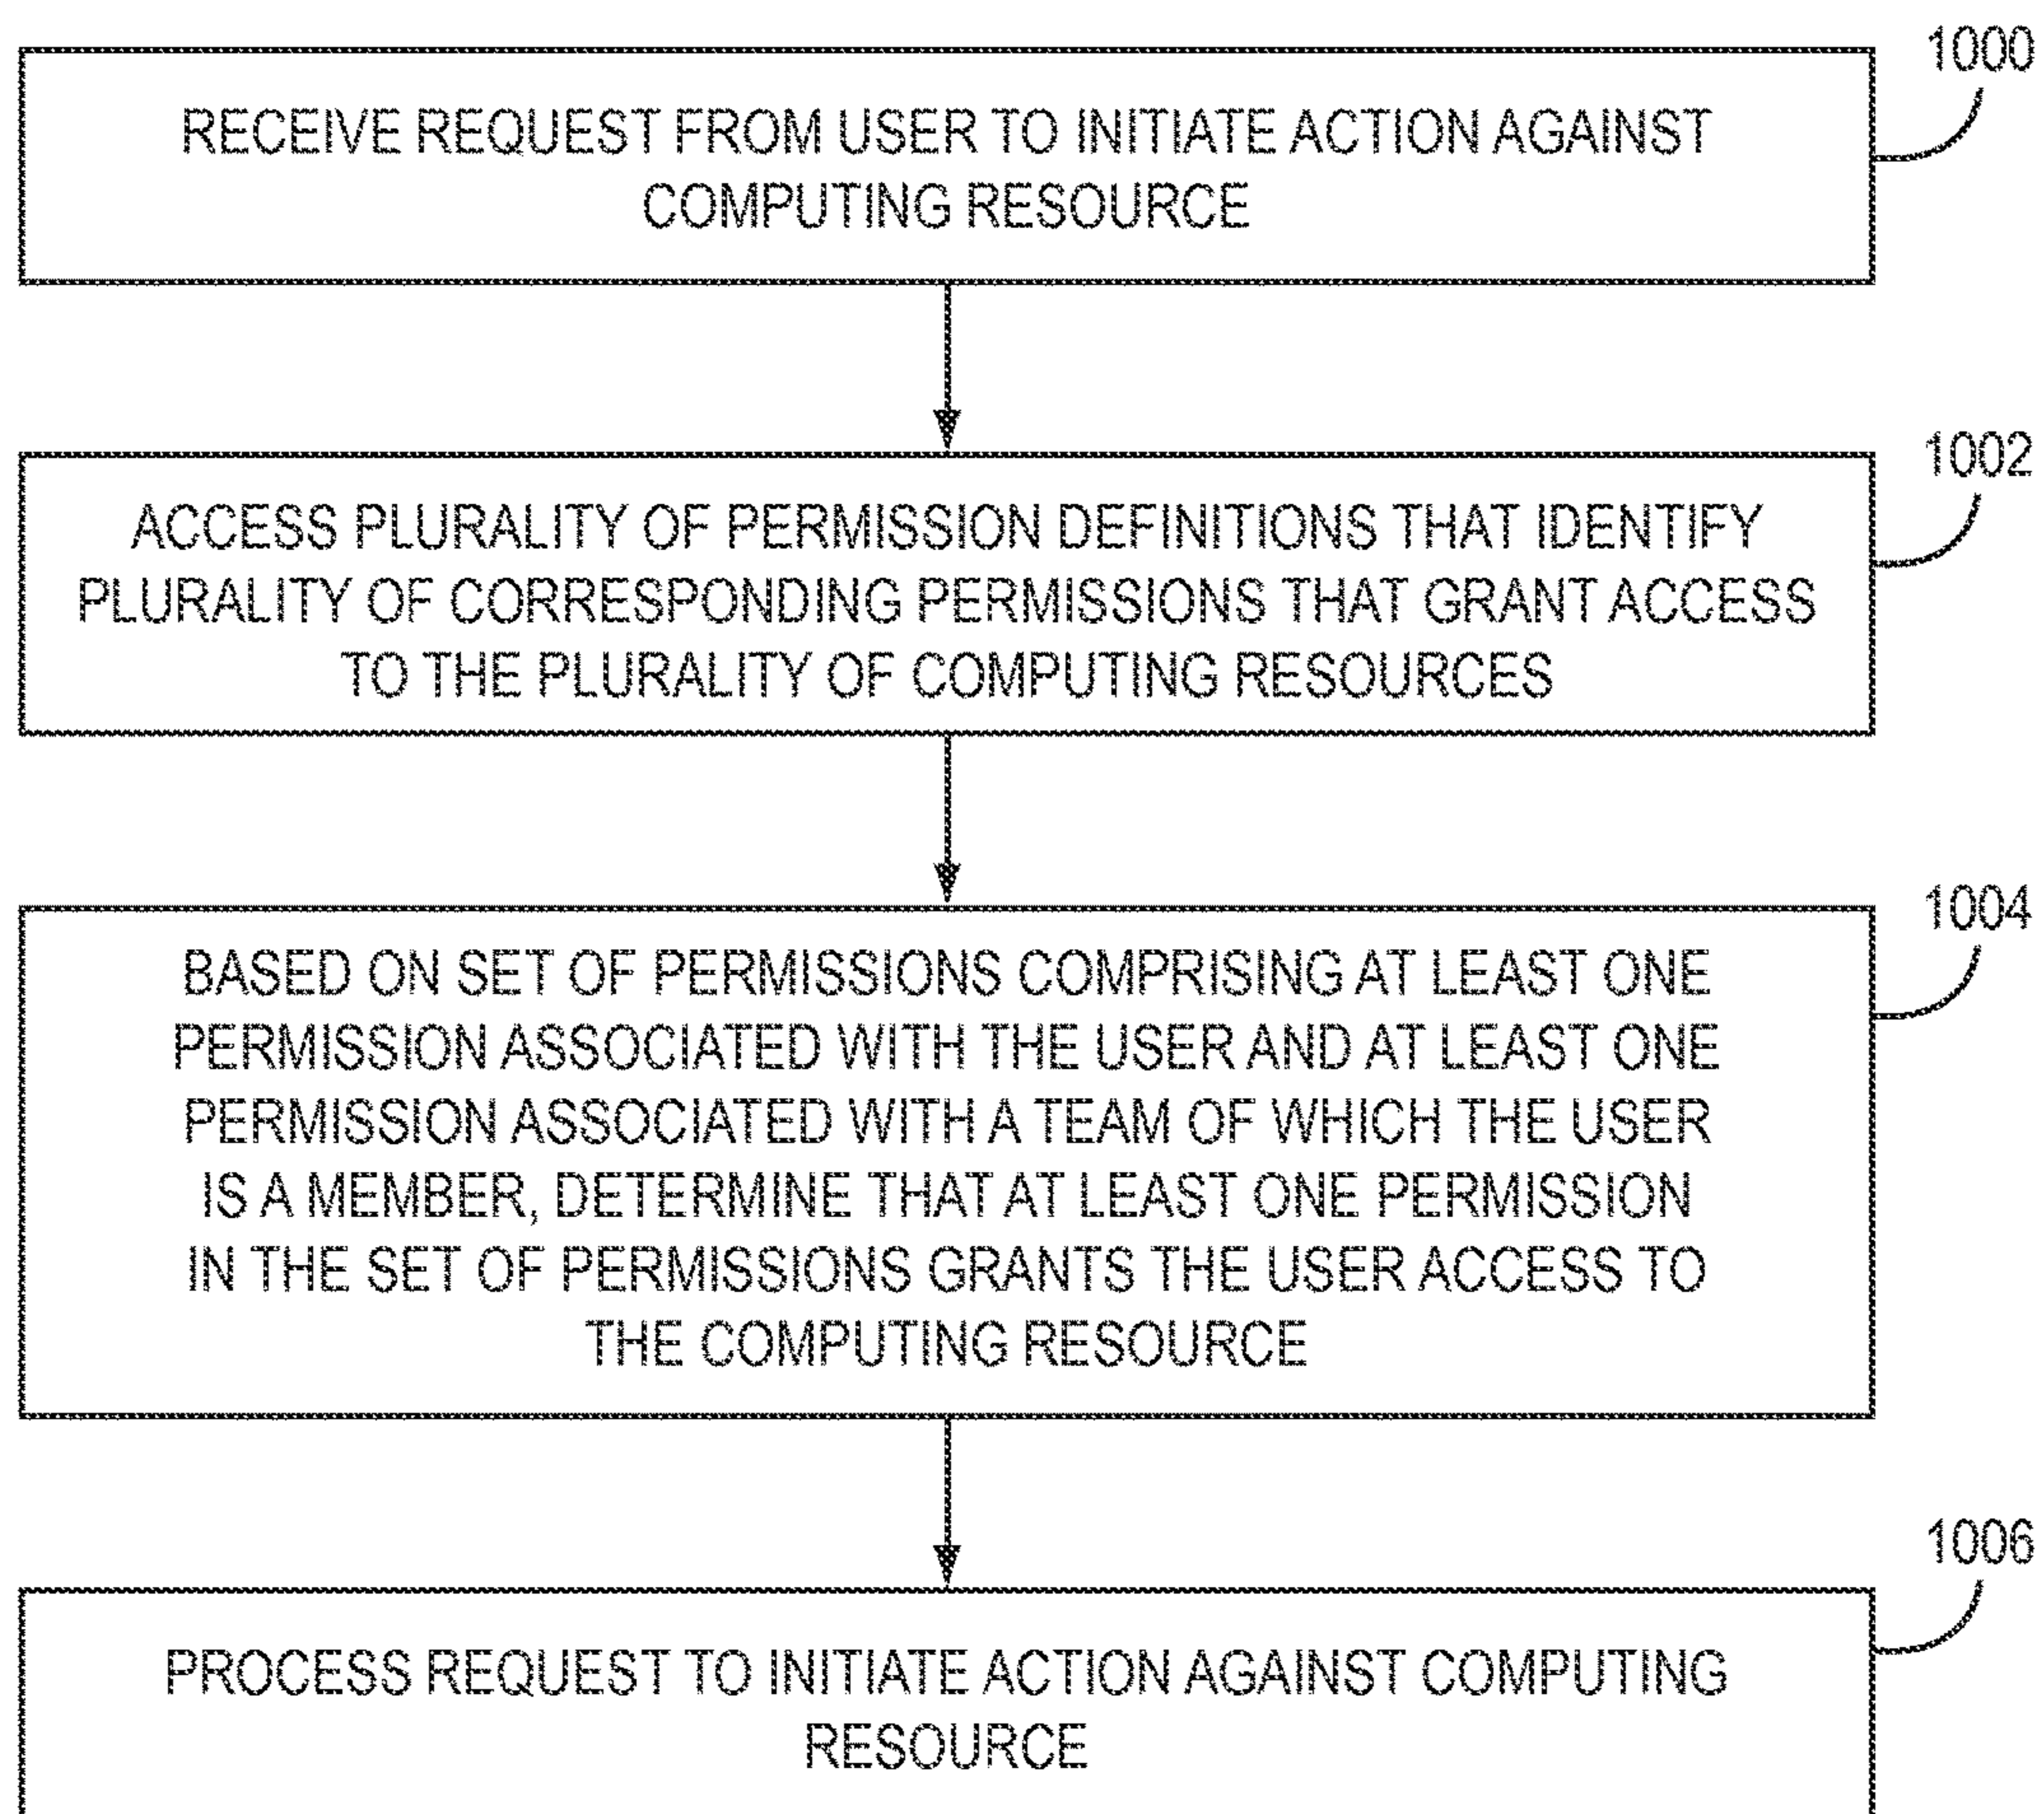 1000
RECEIVE REQUEST FROM USER TO INITIATE ACTION AGAINST
COMPUTING RESOURCE
1002
ACCESS PLURALITY OF PERMISSION DEFINITIONS THAT IDENTIFY
PLURALITY OF CORRESPONDING PERMISSIONS THAT GRANT ACCESS
TO THE PLURALITY OF COMPUTING RESOURCES
1004
BASED ON SET OF PERMISSIONS COMPRISING AT LEAST ONE
PERMISSION ASSOCIATED WITH THE USER AND AT LEAST ONE
PERMISSION ASSOCIATED WITH A TEAM OF WHICH THE USER
IS A MEMBER, DETERMINE THAT AT LEAST ONE PERMISSION
IN THE SET OF PERMISSIONS GRANTS THE USER ACCESS TO
THE COMPUTING RESOURCE
1006
PROCESS REQUEST TO INITIATE ACTION AGAINST COMPUTING
RESOURCE